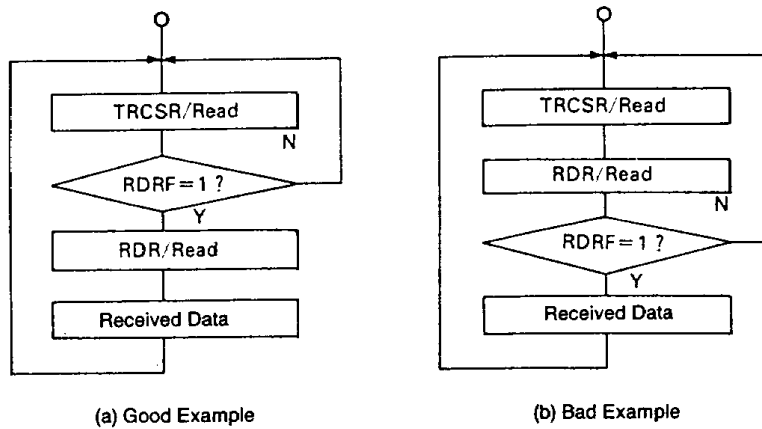 TRCSR/Read
N
RDRF=1 ?
Y
RDR/Read
Received Data
(a) Good Example
TRCSR/Read
RDR/Read
N
RDRF=1 ?
Y
Received Data
(b) Bad Example